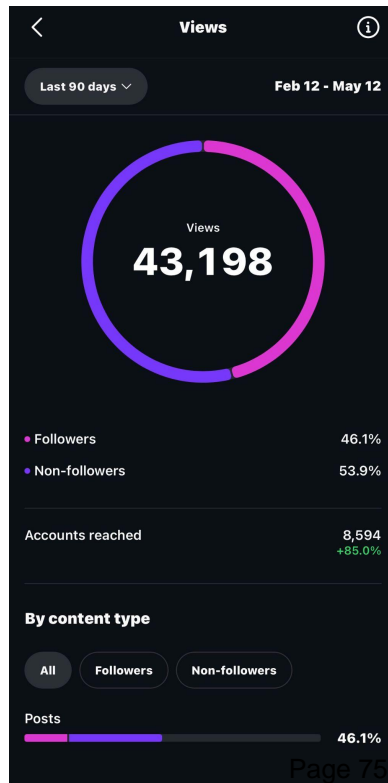 Views
Last 90 days
Feb 12 - May 12
Views
43,198
Followers 46.1%
Non-followers 53.9%
Accounts reached 8,594
+85.0%
By content type
All Followers Non-followers
Posts
46.1%
Page 75